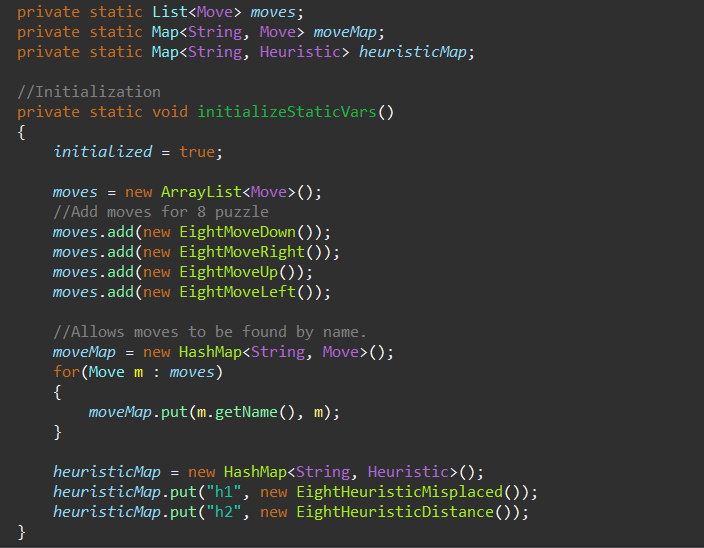 private static List<Move> moves;
private static Map<String, Move> moveMap;
private static Map<String, Heuristic> heuristicMap;

//Initialization
private static void initializeStaticVars()
{
    initialized = true;

    moves = new ArrayList<Move>();
    //Add moves for 8 puzzle
    moves.add(new EightMoveDown());
    moves.add(new EightMoveRight());
    moves.add(new EightMoveUp());
    moves.add(new EightMoveLeft());

    //Allows moves to be found by name.
    moveMap = new HashMap<String, Move>();
    for(Move m : moves)
    {
        moveMap.put(m.getName(), m);
    }

    heuristicMap = new HashMap<String, Heuristic>();
    heuristicMap.put("h1", new EightHeuristicMisplaced());
    heuristicMap.put("h2", new EightHeuristicDistance());
}